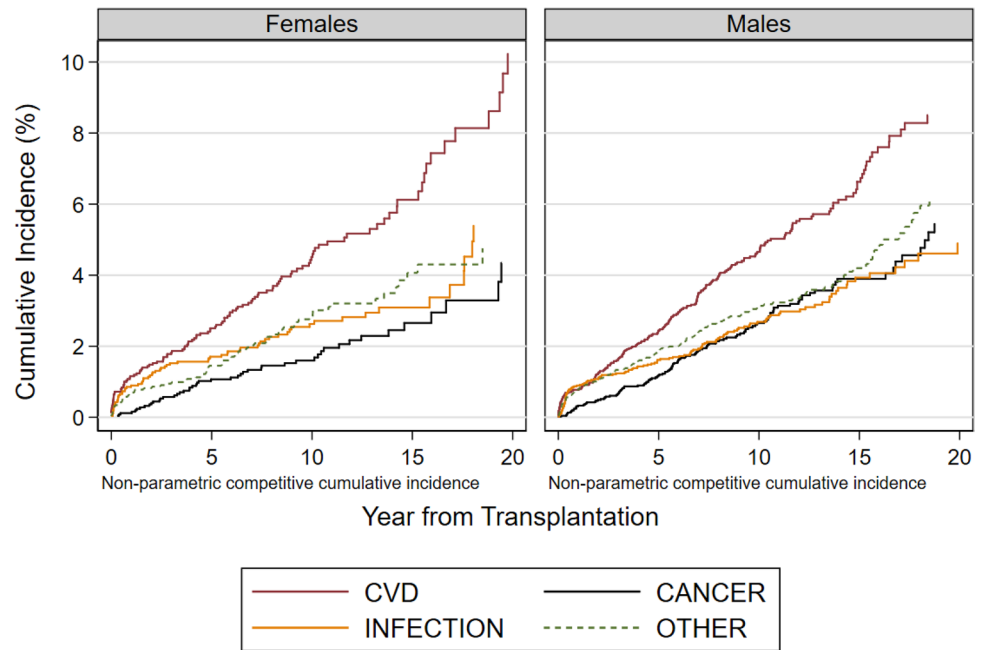 Females Males
Cumulative Incidence (%)
10
8
6
4
2
0
0 5 10 15 20 0 5 10 15 20
Non-parametric competitive cumulative incidence Non-parametric competitive cumulative incidence
Year from Transplantation
CVD CANCER
INFECTION OTHER